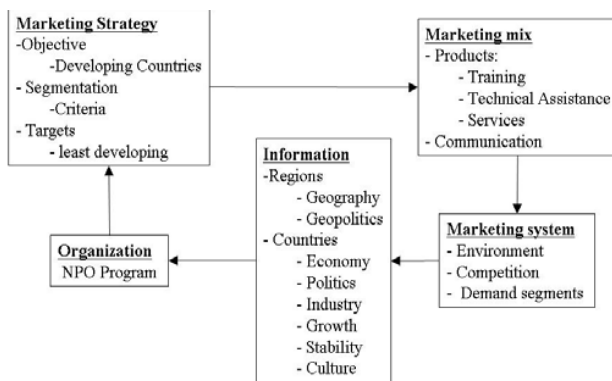 Marketing Strategy
-Objective
-Developing Countries
- Segmentation
-Criteria
- Targets
- least developing
Marketing mix
- Products:
- Training
- Technical Assistance
- Services
- Communication
Information
-Regions
- Geography
- Geopolitics
- Countries
- Economy
- Politics
- Industry
- Growth
- Stability
- Culture
Marketing system
- Environment
- Competition
- Demand segments
Organization
NPO Program